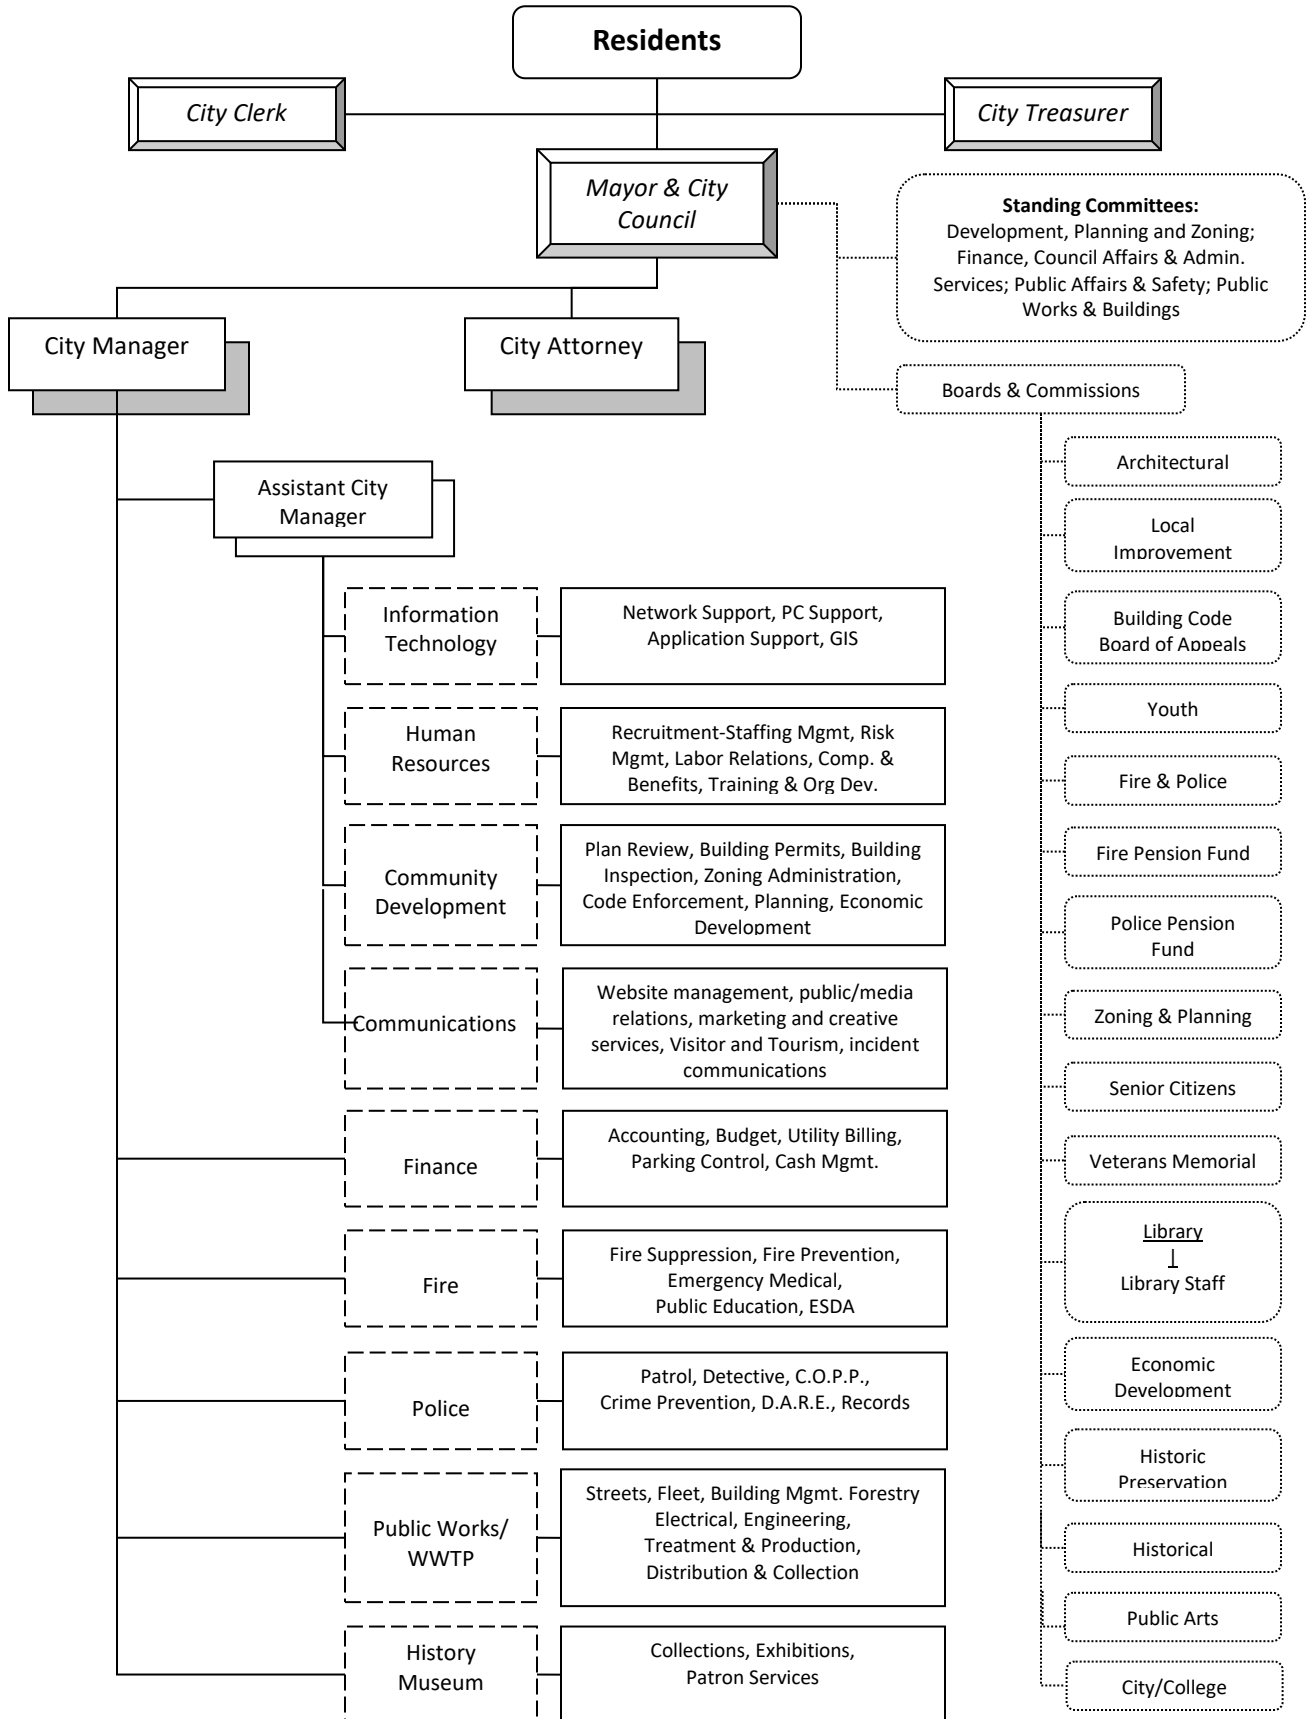 Residents
City Clerk
City Treasurer
Mayor & City
Council
Standing Committees:
Development, Planning and Zoning;
Finance, Council Affairs & Admin.
Services; Public Affairs & Safety; Public
Works & Buildings
City Manager
City Attorney
Boards & Commissions
Assistant City
Manager
Information
Technology
Network Support, PC Support,
Application Support, GIS
Human
Resources
Recruitment-Staffing Mgmt, Risk
Mgmt, Labor Relations, Comp. &
Benefits, Training & Org Dev.
Community
Development
Plan Review, Building Permits, Building
Inspection, Zoning Administration,
Code Enforcement, Planning, Economic
Development
Communications
Website management, public/media
relations, marketing and creative
services, Visitor and Tourism, incident
communications
Finance
Accounting, Budget, Utility Billing,
Parking Control, Cash Mgmt.
Fire
Fire Suppression, Fire Prevention,
Emergency Medical,
Public Education, ESDA
Police
Patrol, Detective, C.O.P.P.,
Crime Prevention, D.A.R.E., Records
Public Works/
WWTP
Streets, Fleet, Building Mgmt. Forestry
Electrical, Engineering,
Treatment & Production,
Distribution & Collection
History
Museum
Collections, Exhibitions,
Patron Services
Architectural
Local
Improvement
Building Code
Board of Appeals
Youth
Fire & Police
Fire Pension Fund
Police Pension
Fund
Zoning & Planning
Senior Citizens
Veterans Memorial
Library
|
Library Staff
Economic
Development
Historic
Preservation
Historical
Public Arts
City/College